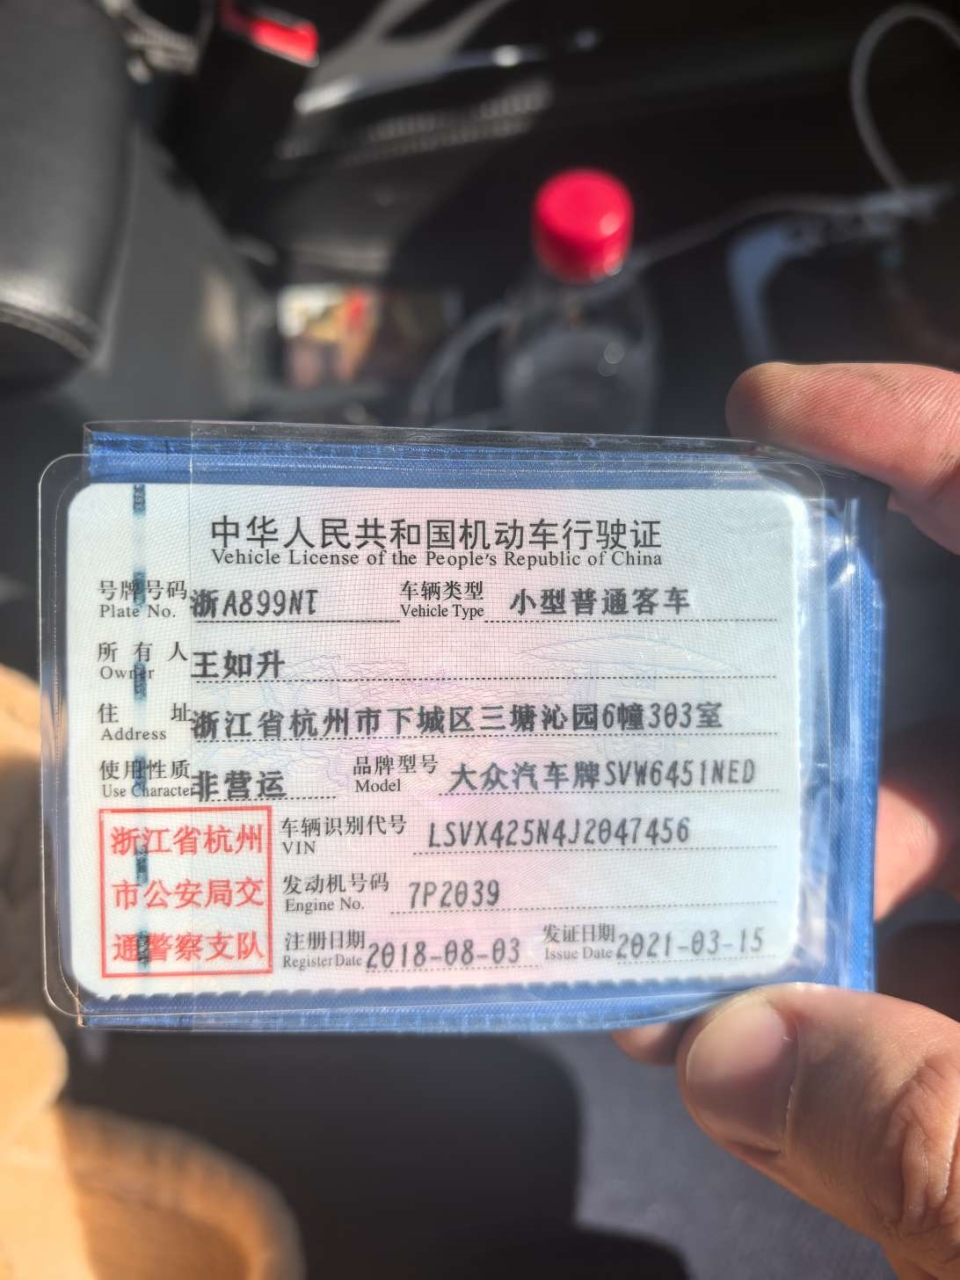 中华人民共和国机动车行驶证
Vehicle License of the People's Republic of China
号牌号码 浙A899NT 车辆类型 小型普通客车
Plate No. Vehicle Type
所有人 王如升
Owner
住址 浙江省杭州市下城区三塘沁园6幢303室
Address
使用性质 非营运 品牌型号 大众汽车牌SVW6451NED
Use Character Model
浙江省杭州
市公安局交
通警察支队
车辆识别代号 LSVX425N4J2047456
VIN
发动机号码 7P2039
Engine No.
注册日期 2018-08-03 发证日期 2021-03-15
Register Date Issue Date